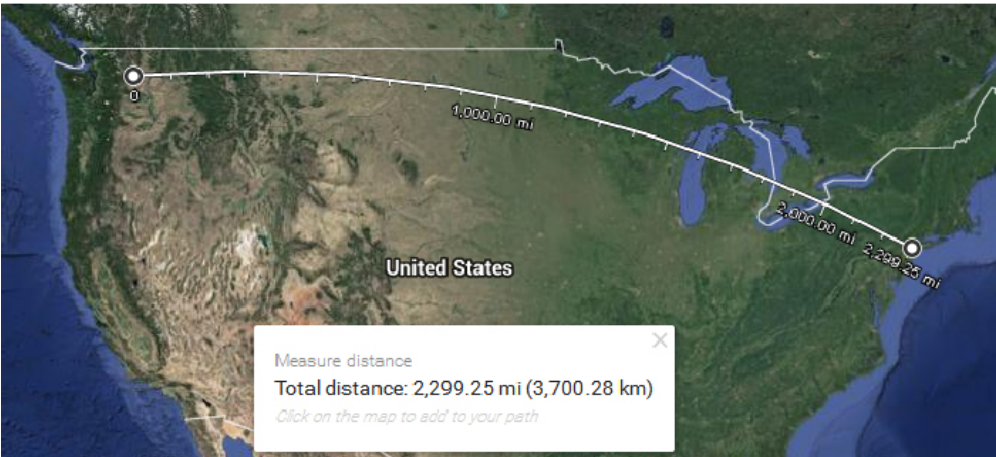 0
1,000.00 mi
2,000.00 mi
2,299.25 mi
United States
Measure distance
Total distance: 2,299.25 mi (3,700.28 km)
Click on the map to add to your path